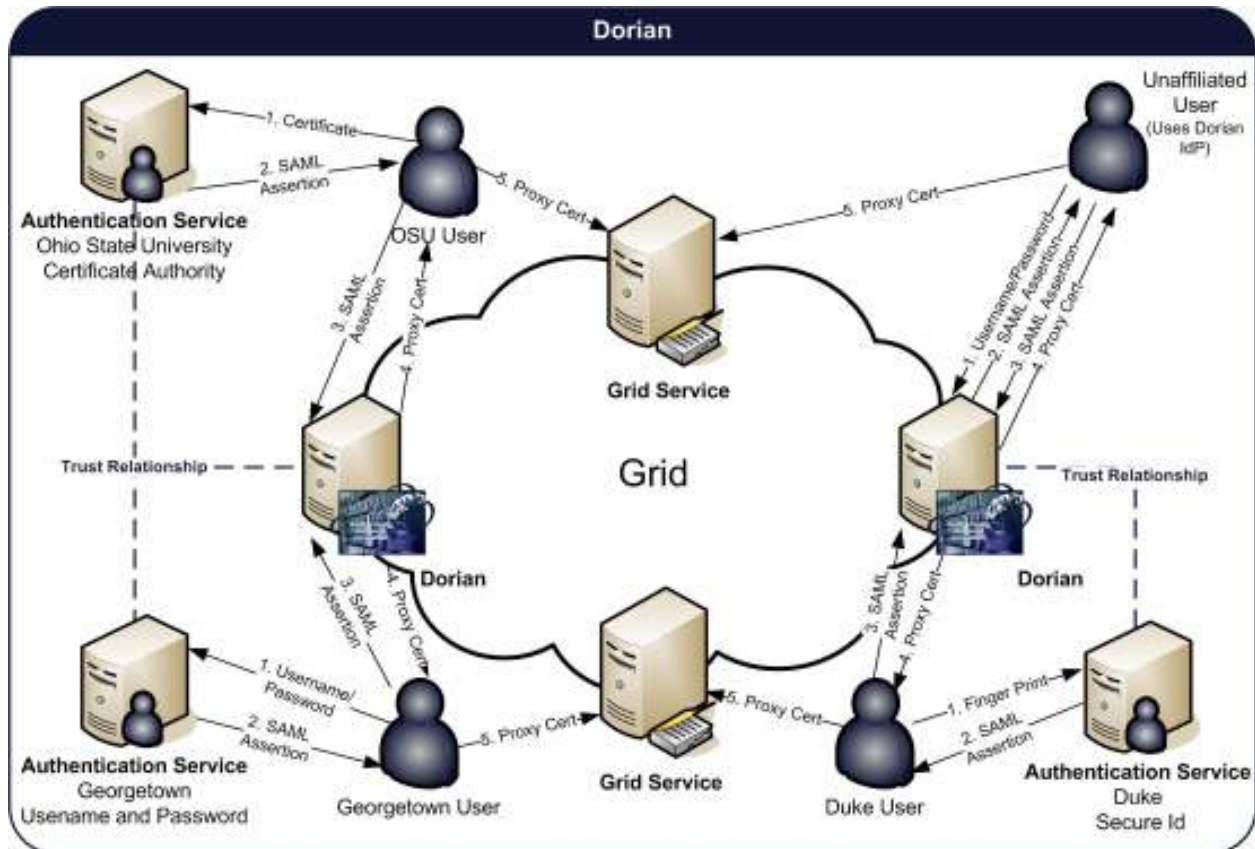 Dorian
Unaffiliated
User
(Uses Dorian
IdP)
1. Certificate
2. SAML
Assertion
5. Proxy Cert
5. Proxy Cert
Authentication Service
Ohio State University
Certificate Authority
OSU User
3. SAML
Assertion
4. Proxy Cert
1. Username/Password
2. SAML Assertion
3. SAML Assertion
4. Proxy Cert
Grid Service
Trust Relationship
Grid
Trust Relationship
Dorian
Dorian
3. SAML
Assertion
4. Proxy Cert
3. SAML
Assertion
4. Proxy Cert
1. Username/
Password
2. SAML
Assertion
5. Proxy Cert
5. Proxy Cert
1. Finger Print
2. SAML
Assertion
Authentication Service
Georgetown
Usename and Password
Georgetown User
Grid Service
Duke User
Authentication Service
Duke
Secure Id